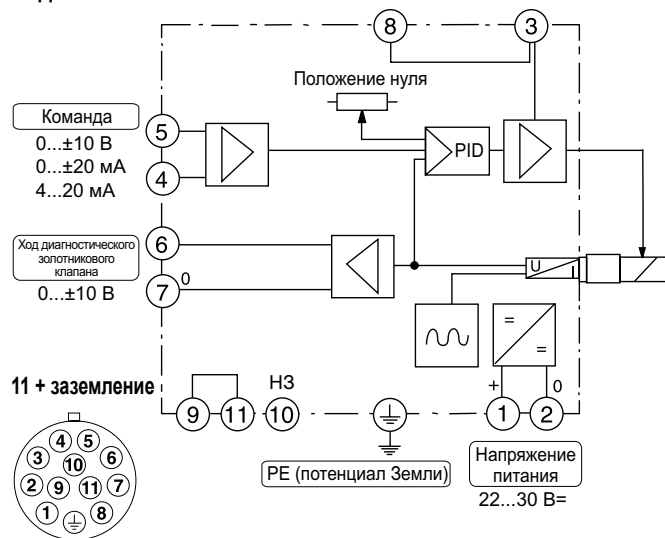 8 3
Положение нуля
Команда
0...±10 В
0...±20 мА
4...20 мА
5
4
PID
Ход диагностического
золотникового
клапана
0...±10 В
6
7
0
U
I
=
=
+
0
11 + заземление
9 11 10 1 2
НЗ
PE (потенциал Земли)
Напряжение
питания
22...30 В=
4 5
3 10 6
2 9 11 7
1 8